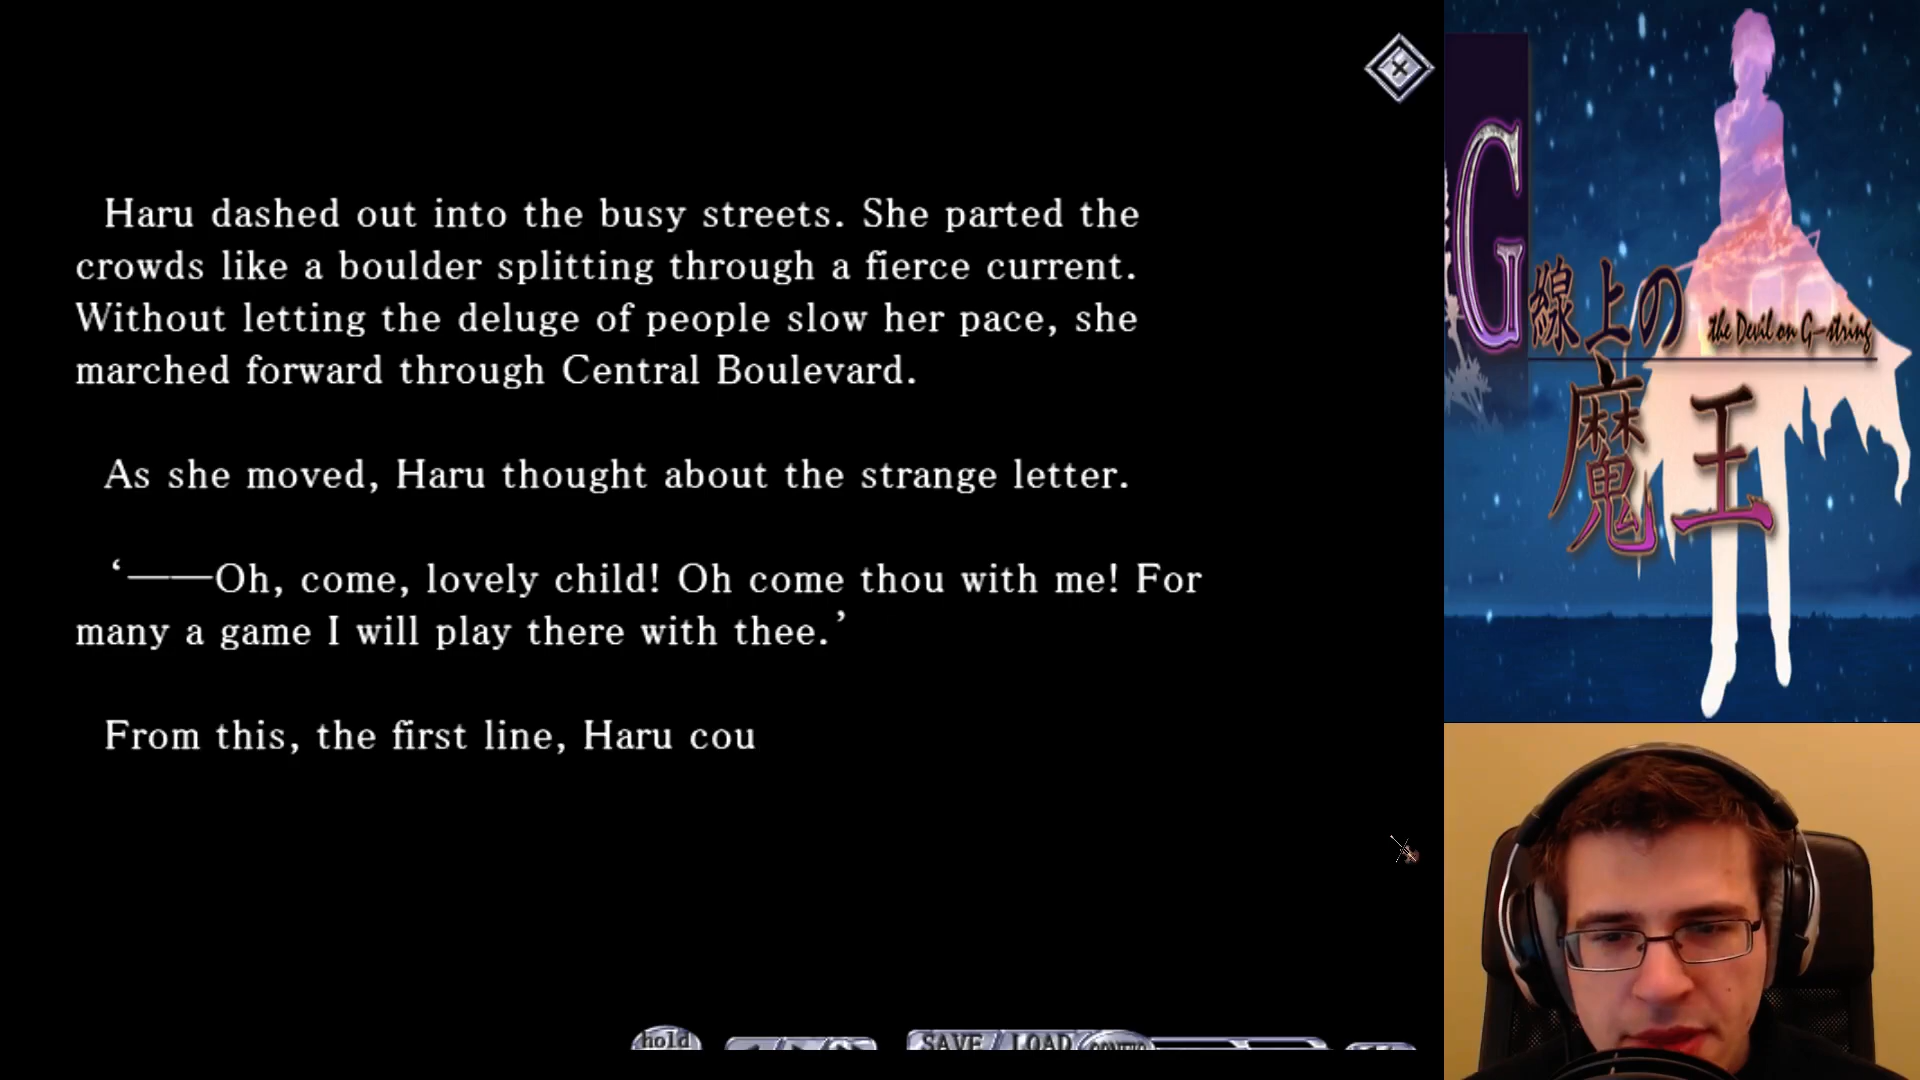 Haru dashed out into the busy streets. She parted the
crowds like a boulder splitting through a fierce current.
Without letting the deluge of people slow her pace, she
marched forward through Central Boulevard.
As she moved, Haru thought about the strange letter.
‘——Oh, come, lovely child! Oh come thou with me! For
many a game I will play there with thee.’
From this, the first line, Haru cou
hold
SAVE / LOAD
G線上の
the Devil on G-string
魔王